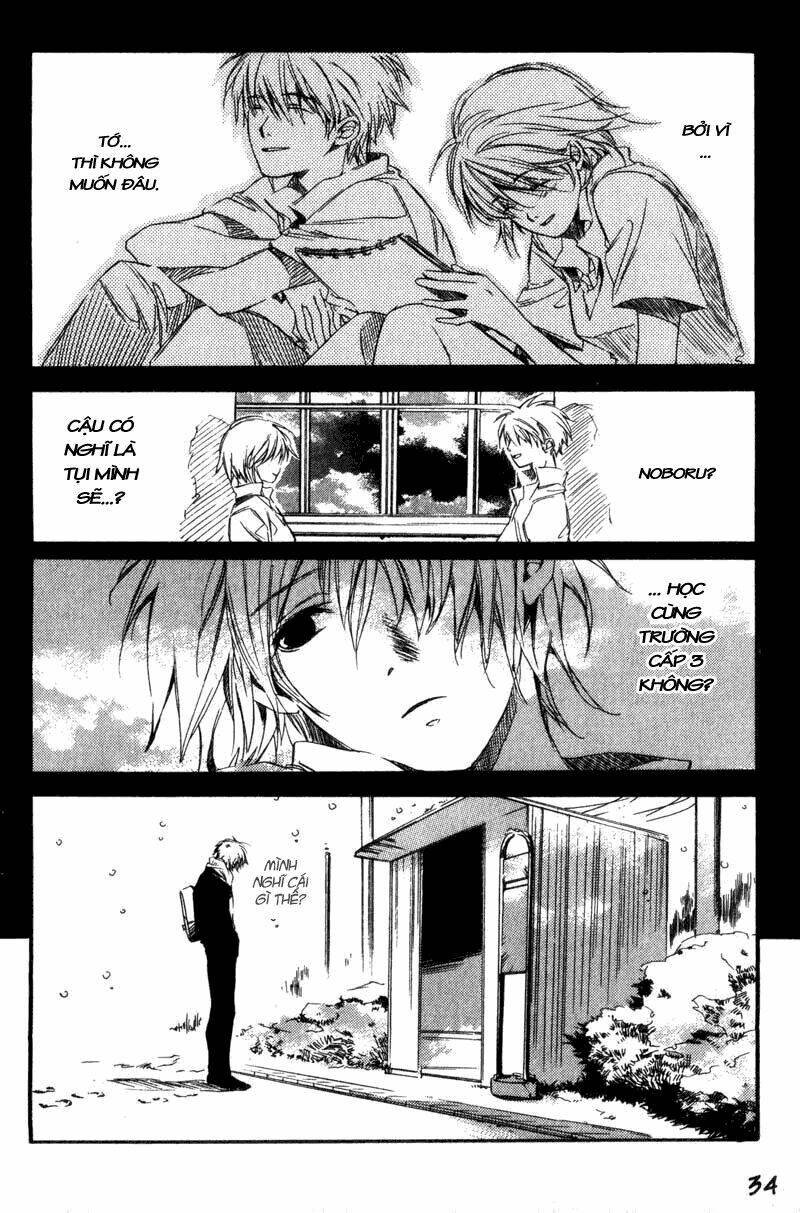 BỞI VÌ
...
TỚ...
THÌ KHÔNG
MUỐN ĐÂU.
NOBORU?
CẬU CÓ
NGHĨ LÀ
TỤI MÌNH
SẼ...?
... HỌC
CÙNG
TRƯỜNG
CẤP 3
KHÔNG?
MÌNH
NGHĨ CÁI
GÌ THẾ?
34